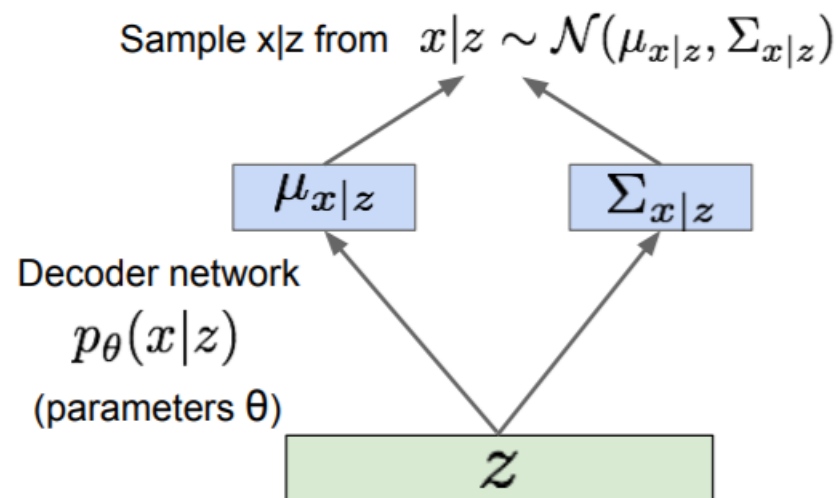 Sample x|z from x|z ∼ 𝒩(μ_{x|z}, Σ_{x|z})
μ_{x|z} Σ_{x|z}
Decoder network
p_θ(x|z)
(parameters θ)
z